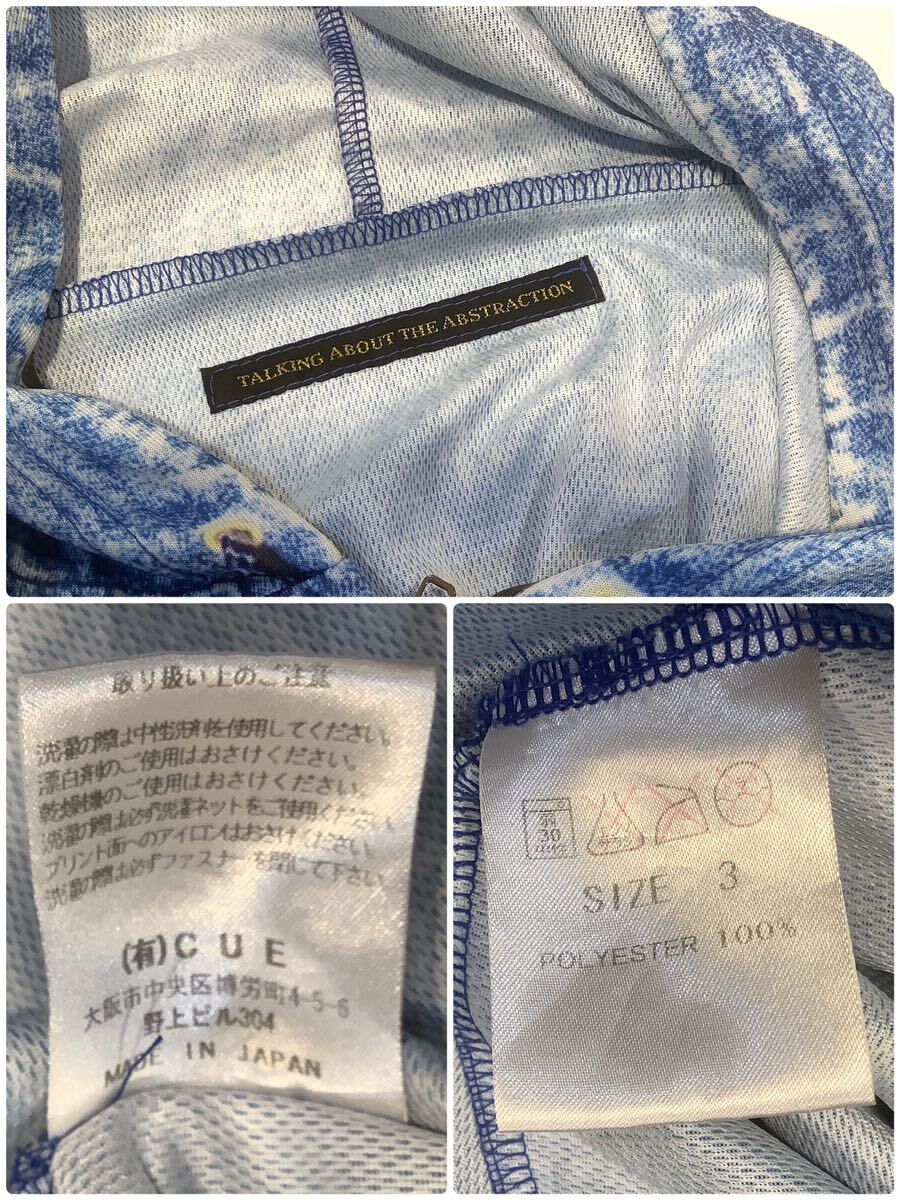 TALKING ABOUT THE ABSTRACTION
取り扱い上のご注意
洗濯の際は中性洗剤を使用してください。
漂白剤のご使用はおさけください。
乾燥機のご使用はおさけください。
洗濯の際は必ず洗濯ネットをご使用ください。
プリント面へのアイロンはおさけください。
洗濯の際は必ずファスナーを閉じて下さい。
(有)CUE
大阪市中央区博労町4-5-6
野上ビル304
MADE IN JAPAN
弱
30
中性
SIZE 3
POLYESTER 100%